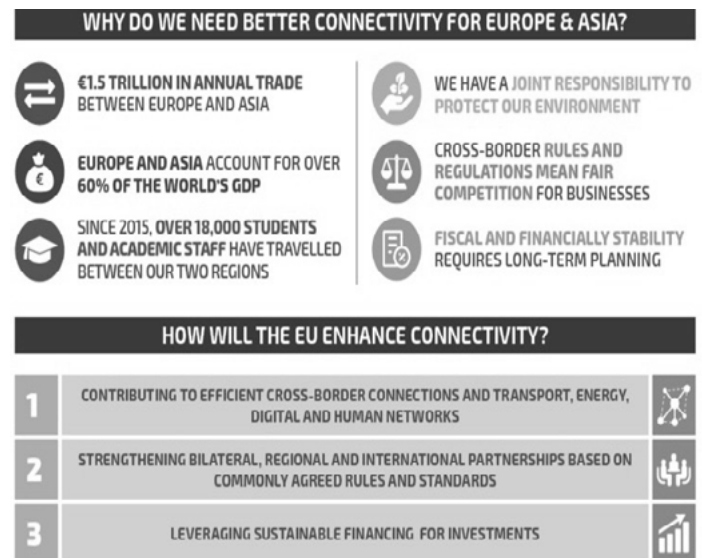 WHY DO WE NEED BETTER CONNECTIVITY FOR EUROPE & ASIA?
€1.5 TRILLION IN ANNUAL TRADE
BETWEEN EUROPE AND ASIA
€
EUROPE AND ASIA ACCOUNT FOR OVER
60% OF THE WORLD'S GDP
SINCE 2015, OVER 18,000 STUDENTS
AND ACADEMIC STAFF HAVE TRAVELLED
BETWEEN OUR TWO REGIONS
WE HAVE A JOINT RESPONSIBILITY TO
PROTECT OUR ENVIRONMENT
CROSS-BORDER RULES AND
REGULATIONS MEAN FAIR
COMPETITION FOR BUSINESSES
FISCAL AND FINANCIALLY STABILITY
REQUIRES LONG-TERM PLANNING
HOW WILL THE EU ENHANCE CONNECTIVITY?
1
CONTRIBUTING TO EFFICIENT CROSS-BORDER CONNECTIONS AND TRANSPORT, ENERGY,
DIGITAL AND HUMAN NETWORKS
2
STRENGTHENING BILATERAL, REGIONAL AND INTERNATIONAL PARTNERSHIPS BASED ON
COMMONLY AGREED RULES AND STANDARDS
3
LEVERAGING SUSTAINABLE FINANCING FOR INVESTMENTS